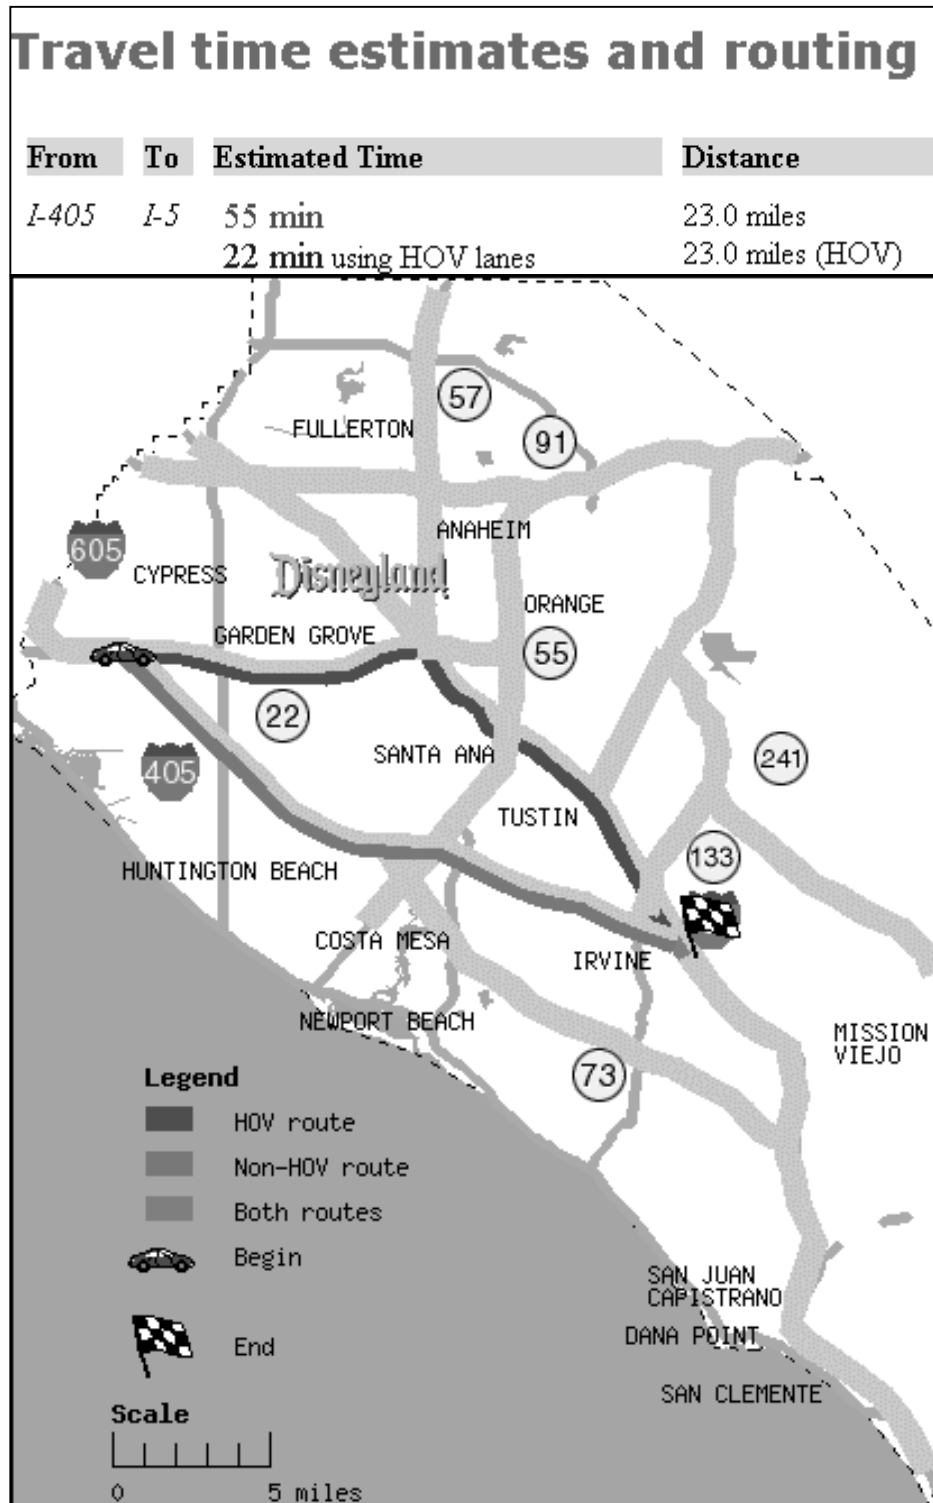 Travel time estimates and routing
From To Estimated Time Distance
I-405 I-5 55 min 23.0 miles
22 min using HOV lanes 23.0 miles (HOV)
57
FULLERTON
91
ANAHEIM
605
CYPRESS
Disneyland
ORANGE
GARDEN GROVE
55
22
SANTA ANA
241
405
TUSTIN
133
HUNTINGTON BEACH
COSTA MESA
IRVINE
NEWPORT BEACH
MISSION
VIEJO
73
Legend
HOV route
Non-HOV route
Both routes
Begin
SAN JUAN
CAPISTRANO
DANA POINT
End
SAN CLEMENTE
Scale
0 5 miles